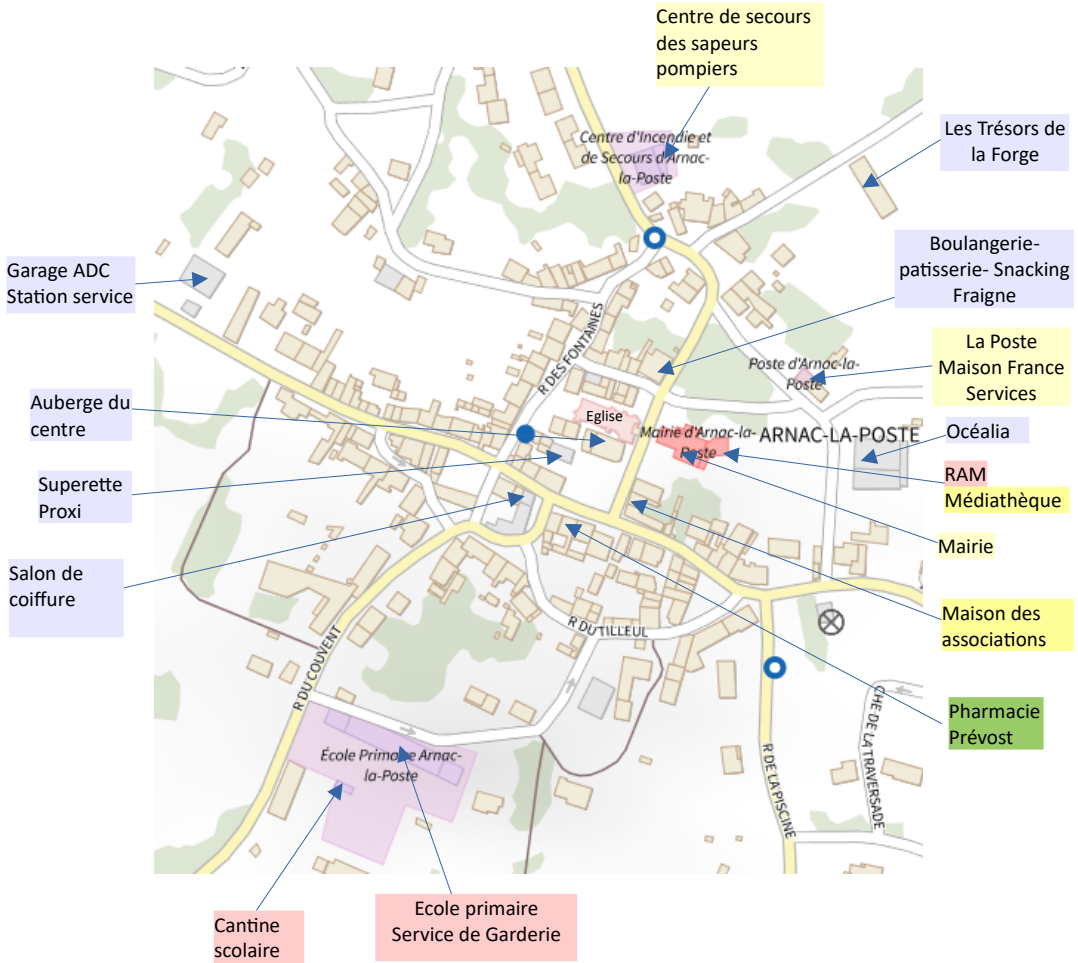 Centre de secours
des sapeurs
pompiers
Centre d'Incendie et
de Secours d'Arnac-
la-Poste
Les Trésors de
la Forge
Garage ADC
Station service
Boulangerie-
patisserie- Snacking
Fraigne
R DES FONTAINES
La Poste
Maison France
Services
Poste d'Arnac-la-
Poste
Auberge du
centre
Eglise
Mairie d'Arnac-la-
Poste
ARNAC-LA-POSTE
Océalia
RAM
Médiathèque
Superette
Proxi
Mairie
Salon de
coiffure
Maison des
associations
R DU TILLEUL
R DU COUVENT
Pharmacie
Prévost
CHE DE LA TRAVERSADE
R DE LA PISCINE
École Primaire Arnac-
la-Poste
Cantine
scolaire
Ecole primaire
Service de Garderie